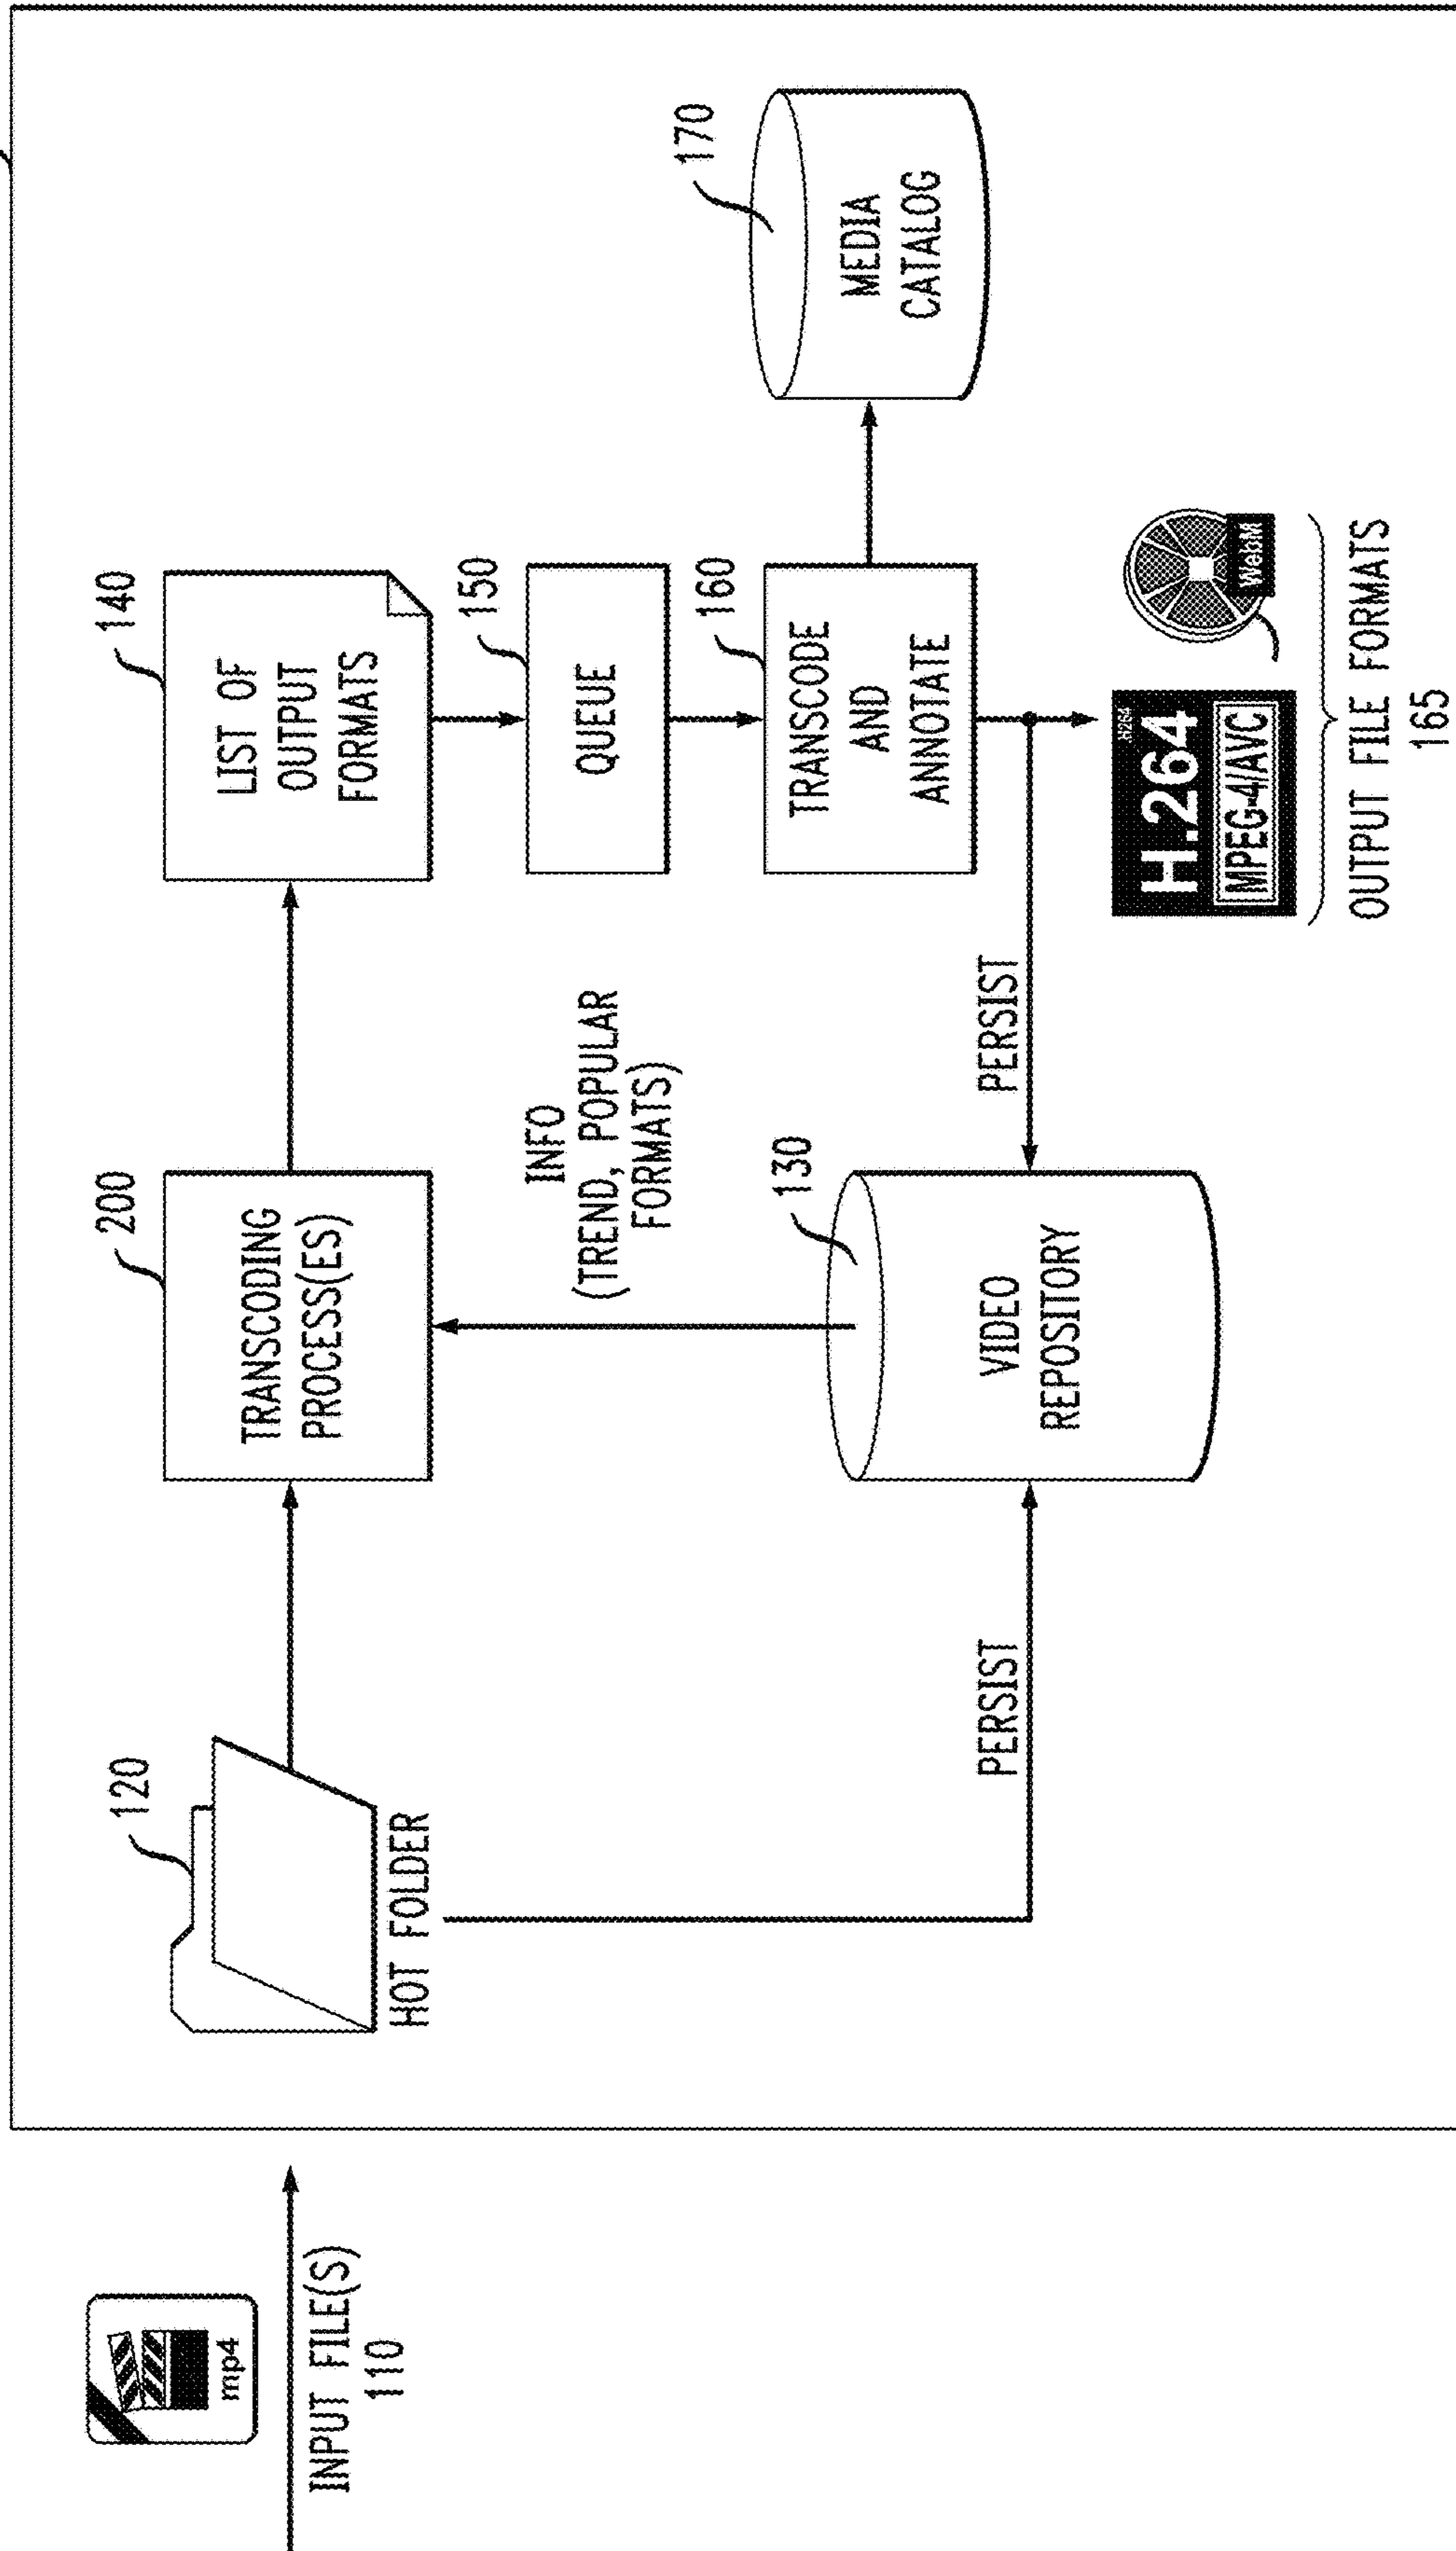 mp4
INPUT FILE(S)
110
120
HOT FOLDER
200
TRANSCODING
PROCESS(ES)
140
LIST OF
OUTPUT
FORMATS
INFO
(TREND, POPULAR
FORMATS)
150
QUEUE
130
VIDEO
REPOSITORY
PERSIST
PERSIST
160
TRANSCODE
AND
ANNOTATE
170
MEDIA
CATALOG
H.264
MPEG-4/AVC
WebM
OUTPUT FILE FORMATS
165